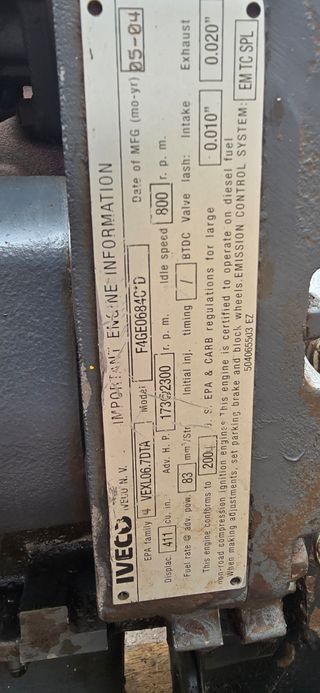 IMPORTANT ENGINE INFORMATION
IVECO IVECO N.V. Date of MFG (mo-yr) 05-04
EPA family 4 VEXL06.7DTA Model F4GE0684C*D
Displac 411 cu. in. Adv. H.P. 173@2300 r. p. m. Idle speed 800 r. p. m. Exhaust
Fuel rate @ adv. pow. 83 mm³/Str Initial inj. timing / BTDC Valve lash: Intake 0.010" 0.020"
This engine conforms to 2004 U. S. EPA & CARB regulations for large
non-road compression ignition engines This engine is certified to operate on diesel fuel
When making adjustments, set parking brake and block wheels. EMISSION CONTROL SYSTEM: EM TC SPL
504065503 EZ